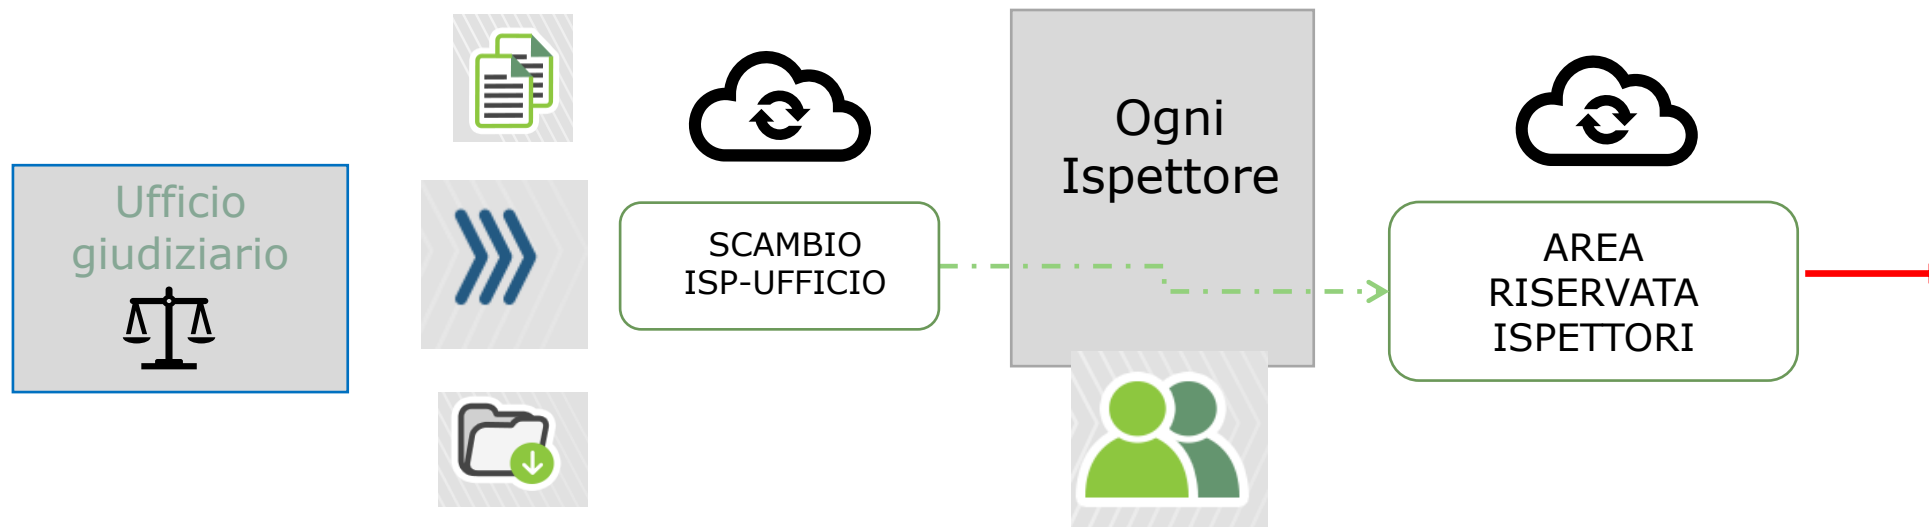 Ufficio
giudiziario
SCAMBIO
ISP-UFFICIO
Ogni
Ispettore
AREA
RISERVATA
ISPETTORI